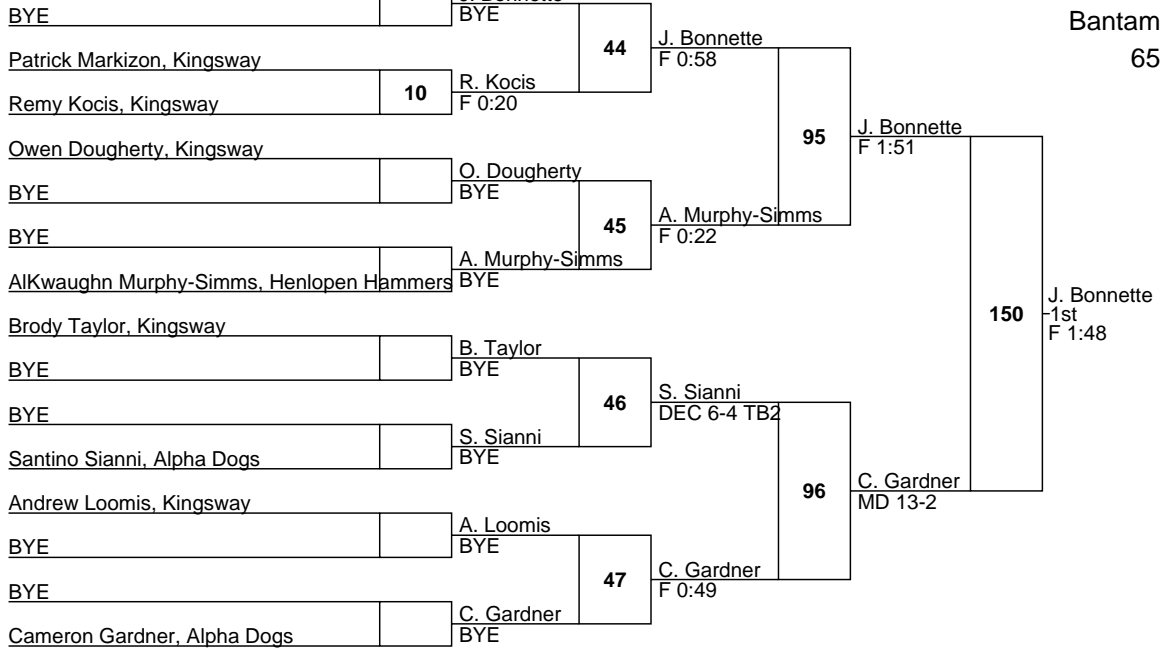 BYE
BYE
Bantam
65
Patrick Markizon, Kingsway
44
J. Bonnette
F 0:58
10
R. Kocis
F 0:20
Remy Kocis, Kingsway
95
J. Bonnette
F 1:51
Owen Dougherty, Kingsway
O. Dougherty
BYE
BYE
45
A. Murphy-Simms
F 0:22
BYE
A. Murphy-Simms
BYE
AlKwaughn Murphy-Simms, Henlopen Hammers
150
J. Bonnette
1st
F 1:48
Brody Taylor, Kingsway
B. Taylor
BYE
BYE
46
S. Sianni
DEC 6-4 TB2
BYE
S. Sianni
BYE
Santino Sianni, Alpha Dogs
96
C. Gardner
MD 13-2
Andrew Loomis, Kingsway
A. Loomis
BYE
BYE
47
C. Gardner
F 0:49
BYE
C. Gardner
BYE
Cameron Gardner, Alpha Dogs